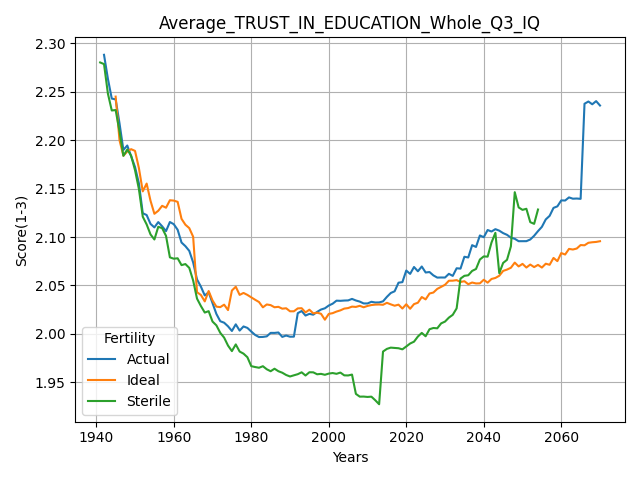 Average_TRUST_IN_EDUCATION_Whole_Q3_IQ
Score(1-3)
2.30
2.25
2.20
2.15
2.10
2.05
2.00
1.95
Fertility
Actual
Ideal
Sterile
1940 1960 1980 2000 2020 2040 2060
Years